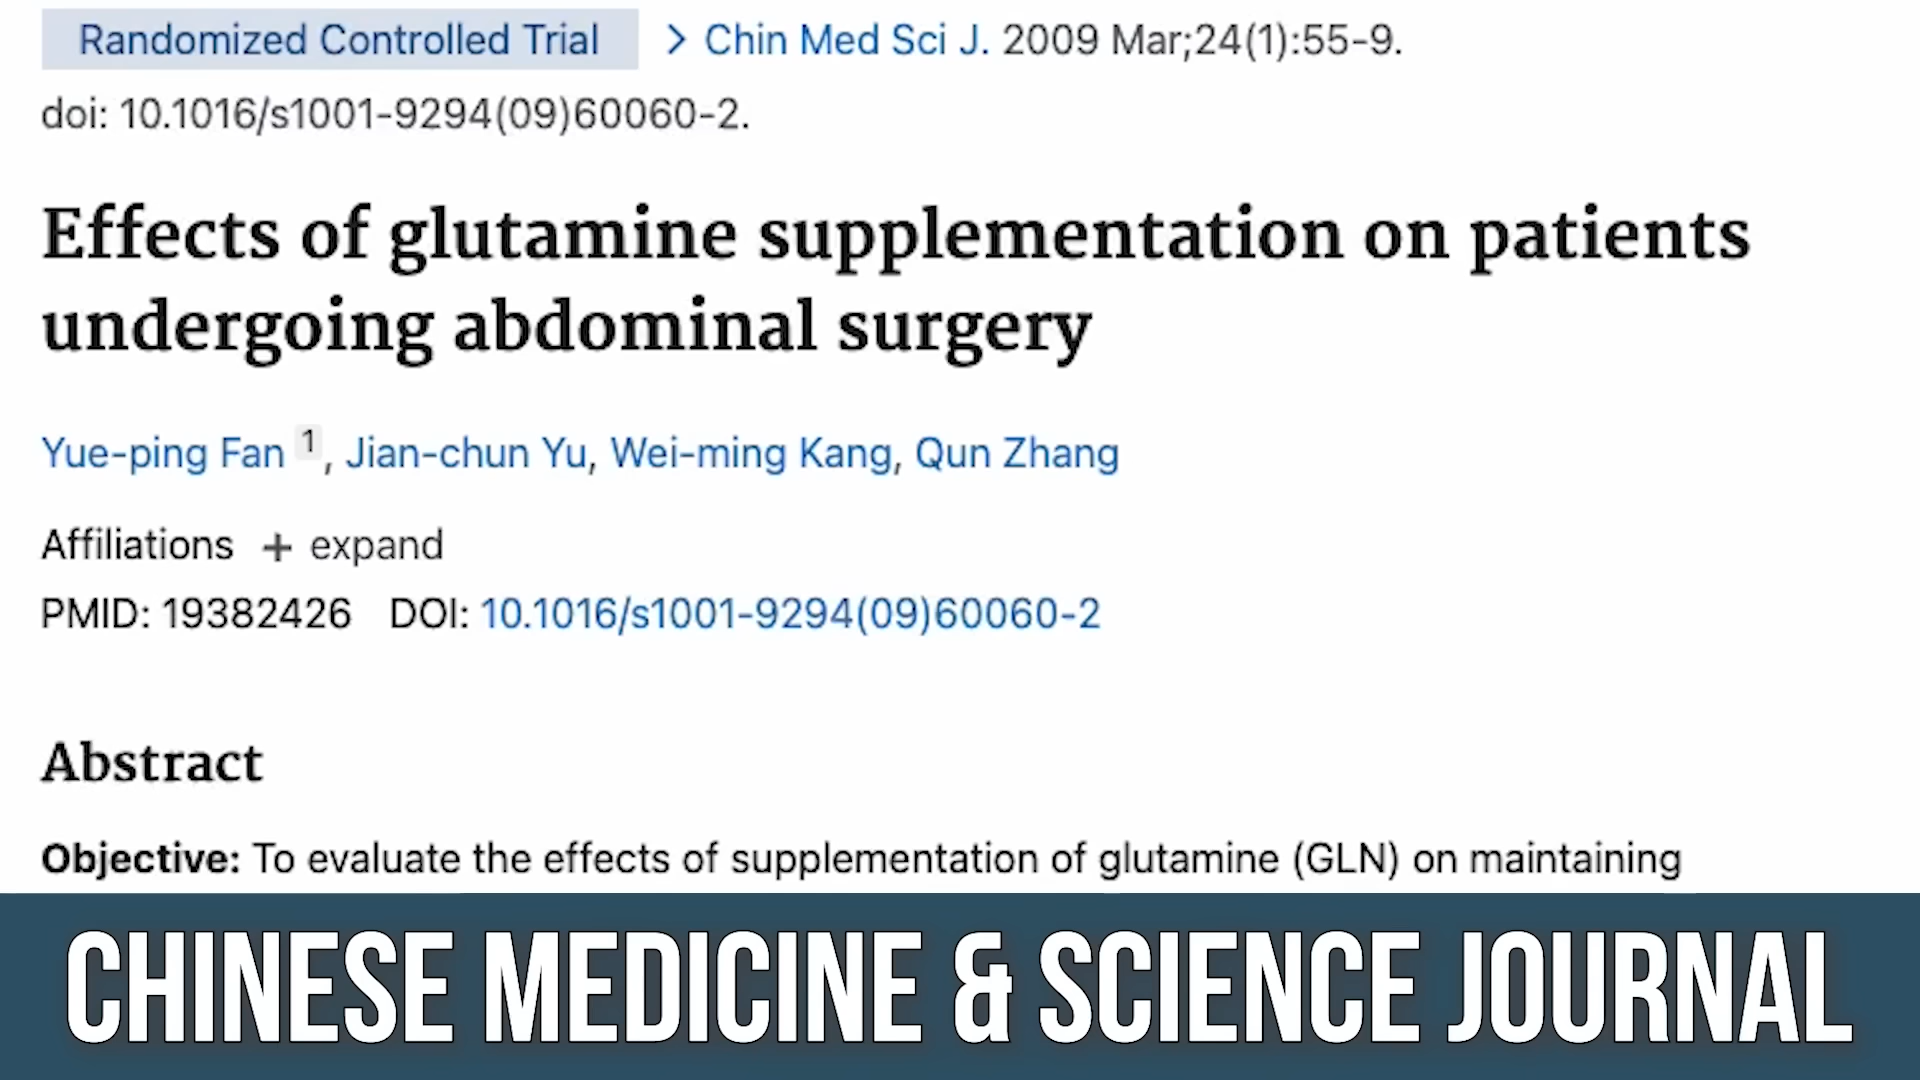 Randomized Controlled Trial > Chin Med Sci J. 2009 Mar;24(1):55-9.
doi: 10.1016/s1001-9294(09)60060-2.
Effects of glutamine supplementation on patients
undergoing abdominal surgery
Yue-ping Fan 1, Jian-chun Yu, Wei-ming Kang, Qun Zhang
Affiliations + expand
PMID: 19382426 DOI: 10.1016/s1001-9294(09)60060-2
Abstract
Objective: To evaluate the effects of supplementation of glutamine (GLN) on maintaining
CHINESE MEDICINE & SCIENCE JOURNAL